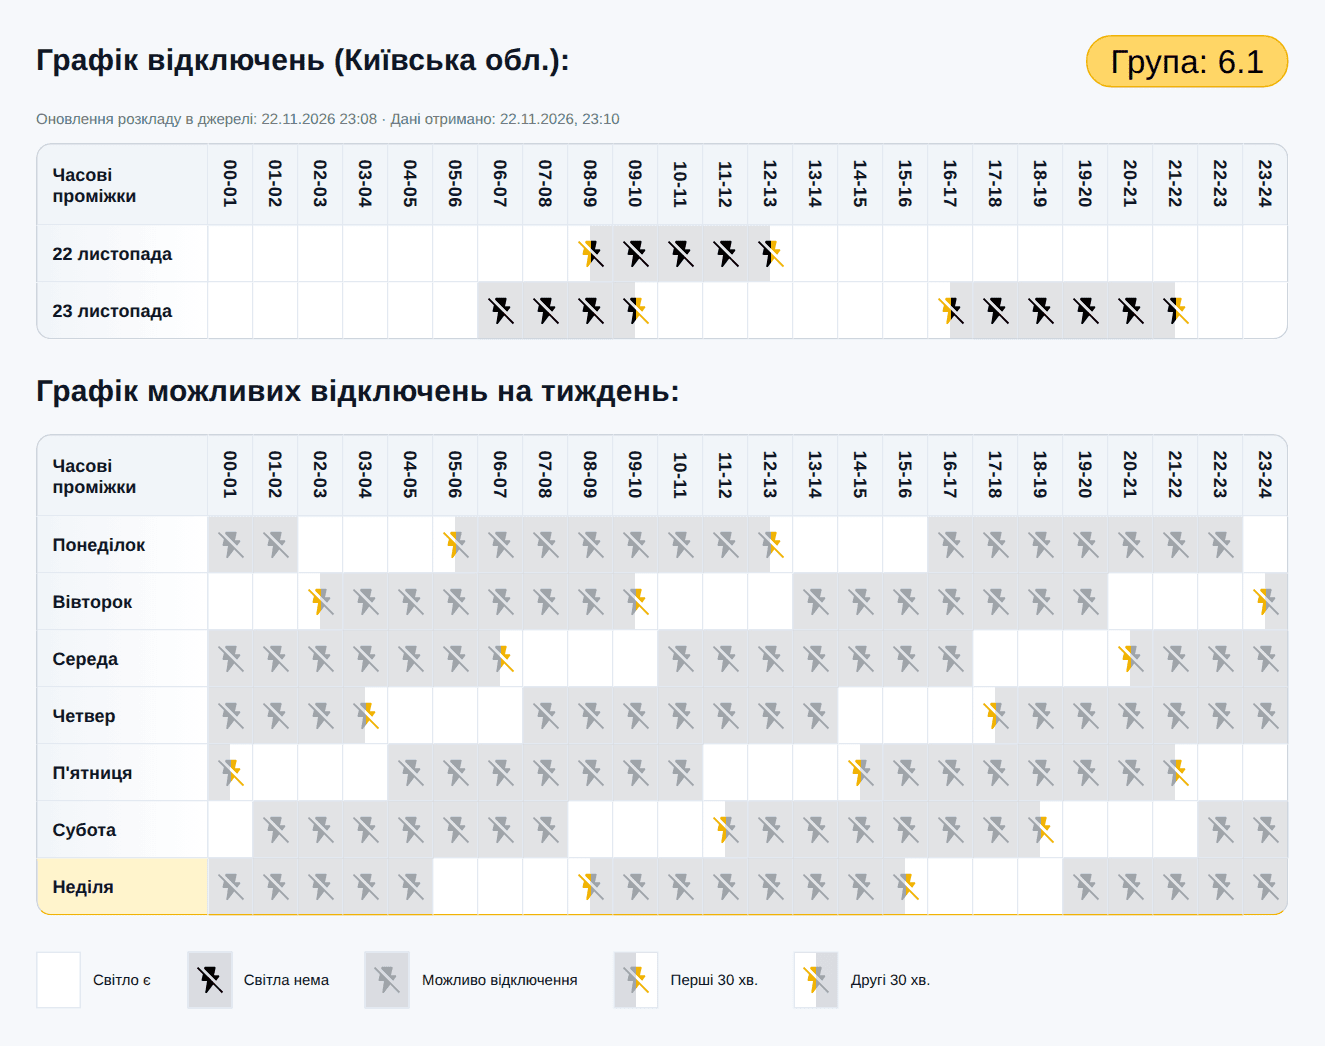 Графік відключень (Київська обл.):
Група: 6.1
Оновлення розкладу в джерелі: 22.11.2026 23:08 · Дані отримано: 22.11.2026, 23:10
Часові проміжки 00-01 01-02 02-03 03-04 04-05 05-06 06-07 07-08 08-09 09-10 10-11 11-12 12-13 13-14 14-15 15-16 16-17 17-18 18-19 19-20 20-21 21-22 22-23 23-24
22 листопада
23 листопада
Графік можливих відключень на тиждень:
Часові проміжки 00-01 01-02 02-03 03-04 04-05 05-06 06-07 07-08 08-09 09-10 10-11 11-12 12-13 13-14 14-15 15-16 16-17 17-18 18-19 19-20 20-21 21-22 22-23 23-24
Понеділок
Вівторок
Середа
Четвер
П'ятниця
Субота
Неділя
Світло є Світла нема Можливо відключення Перші 30 хв. Другі 30 хв.